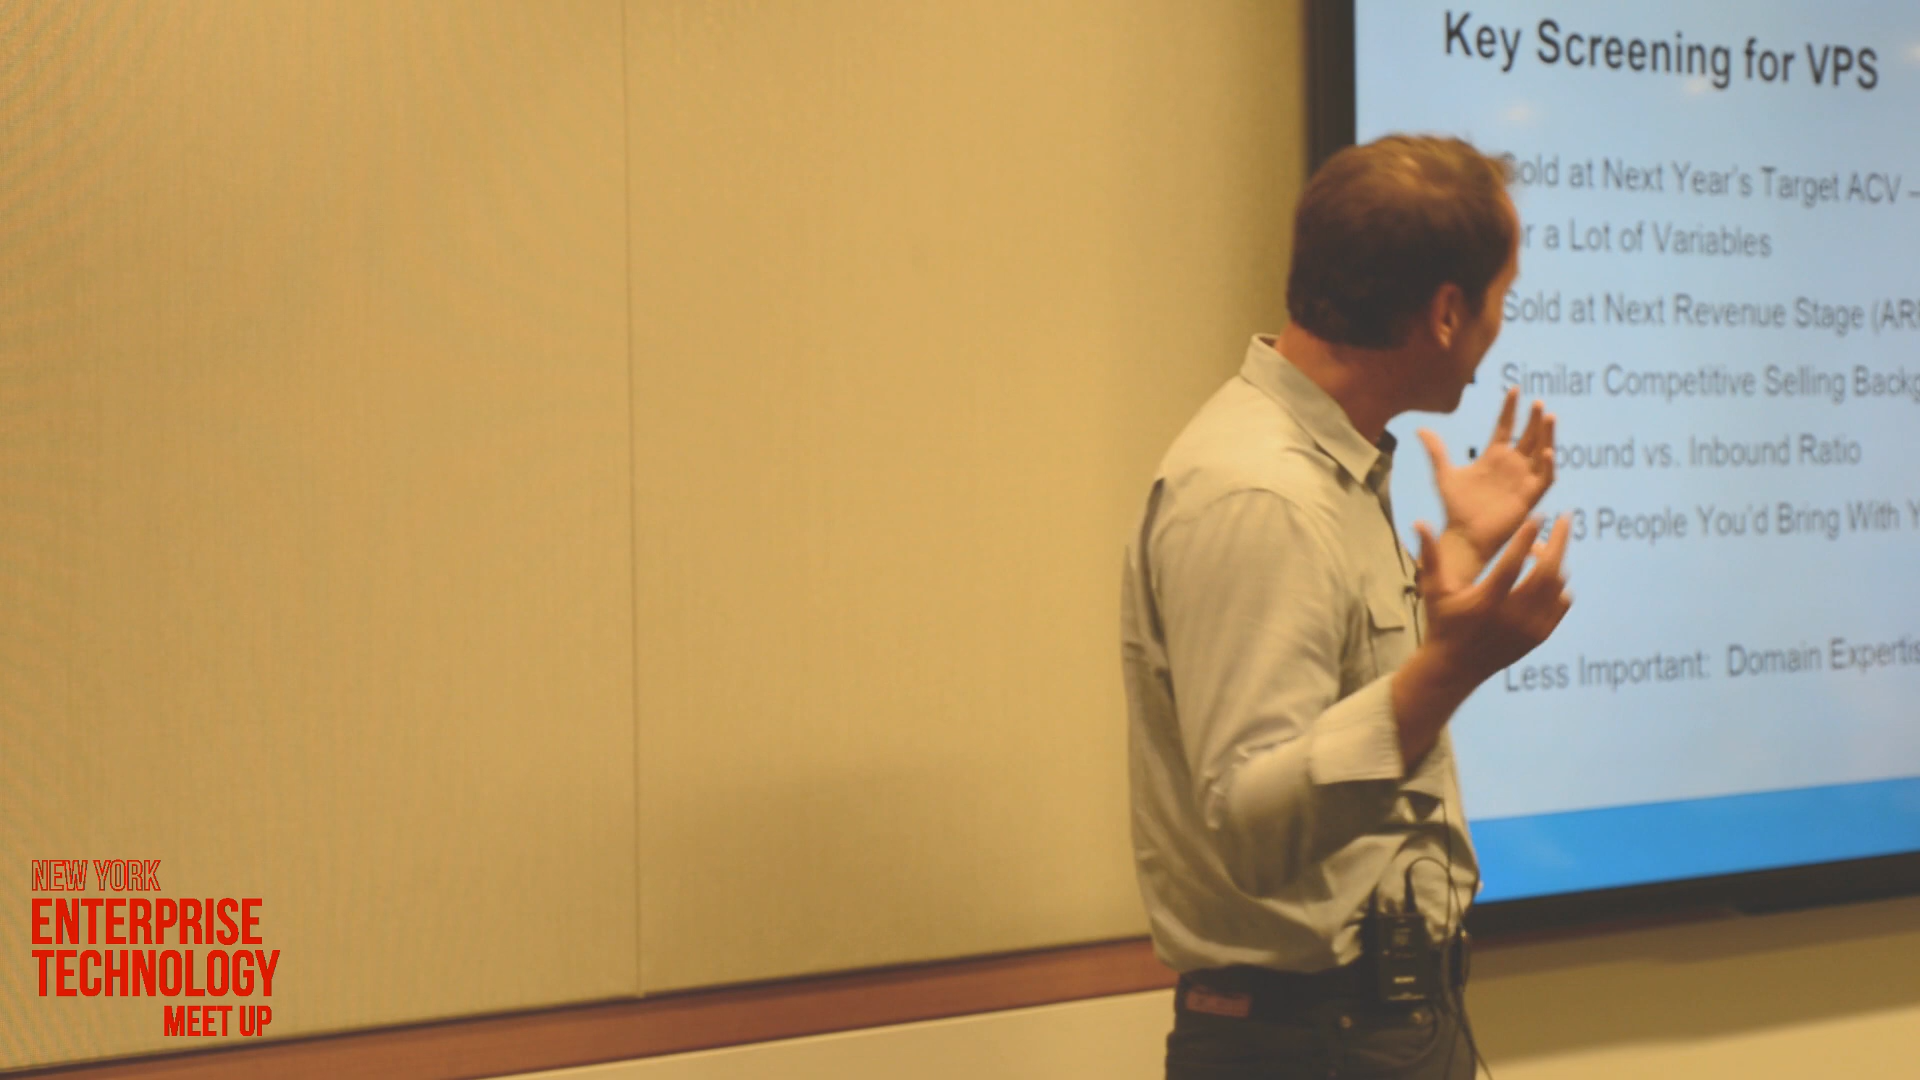 Key Screening for VPS
Sold at Next Year's Target ACV –
a Lot of Variables
Sold at Next Revenue Stage
Similar Competitive Selling
vs. Inbound Ratio
3 People You'd Bring With
Less Important: Domain
NEW YORK
ENTERPRISE
TECHNOLOGY
MEET UP